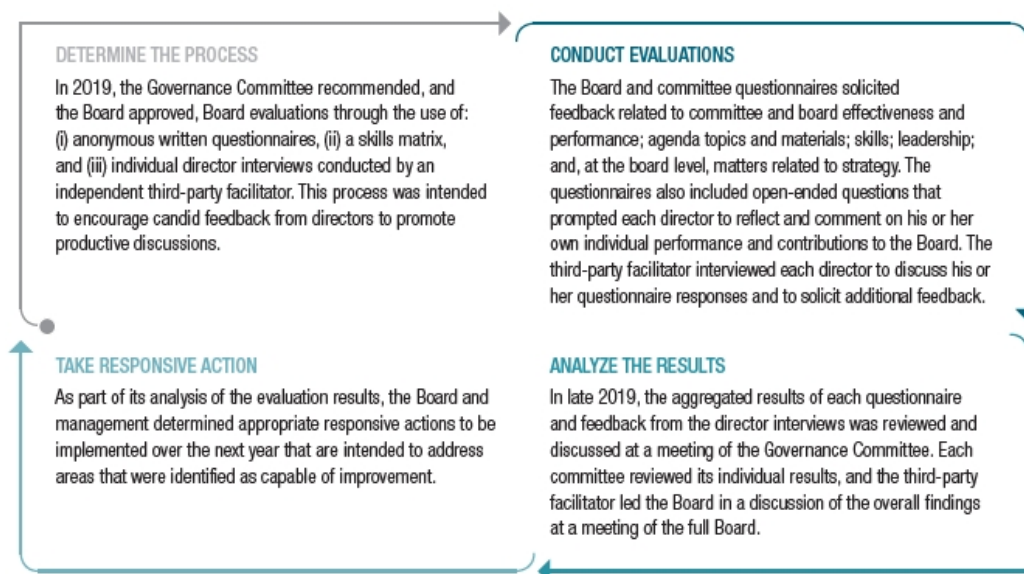 DETERMINE THE PROCESS
In 2019, the Governance Committee recommended, and
the Board approved, Board evaluations through the use of:
(i) anonymous written questionnaires, (ii) a skills matrix,
and (iii) individual director interviews conducted by an
independent third-party facilitator. This process was intended
to encourage candid feedback from directors to promote
productive discussions.
CONDUCT EVALUATIONS
The Board and committee questionnaires solicited
feedback related to committee and board effectiveness and
performance; agenda topics and materials; skills; leadership;
and, at the board level, matters related to strategy. The
questionnaires also included open-ended questions that
prompted each director to reflect and comment on his or her
own individual performance and contributions to the Board. The
third-party facilitator interviewed each director to discuss his or
her questionnaire responses and to solicit additional feedback.
TAKE RESPONSIVE ACTION
As part of its analysis of the evaluation results, the Board and
management determined appropriate responsive actions to be
implemented over the next year that are intended to address
areas that were identified as capable of improvement.
ANALYZE THE RESULTS
In late 2019, the aggregated results of each questionnaire
and feedback from the director interviews was reviewed and
discussed at a meeting of the Governance Committee. Each
committee reviewed its individual results, and the third-party
facilitator led the Board in a discussion of the overall findings
at a meeting of the full Board.